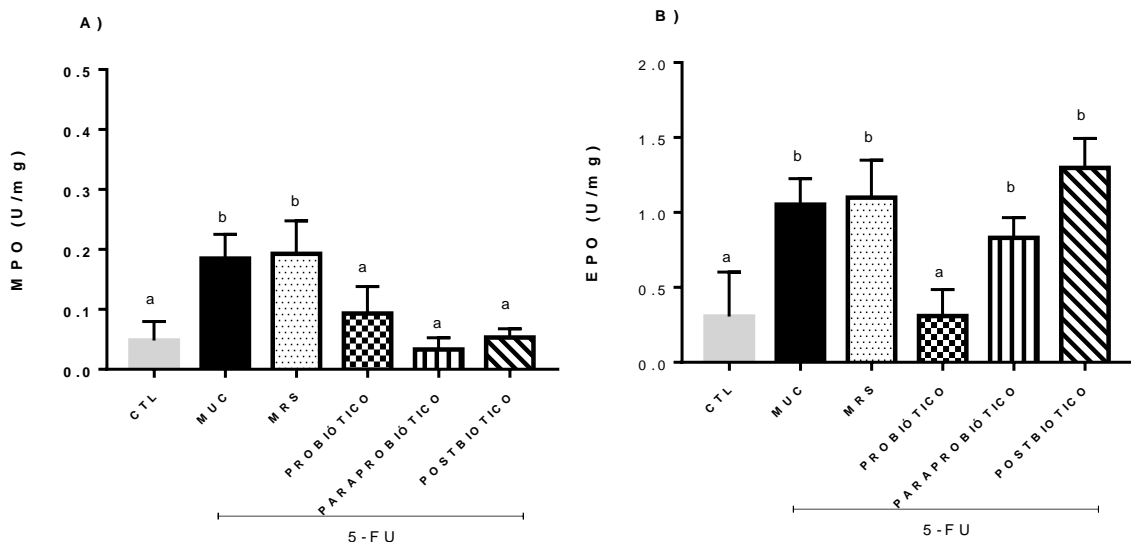 A)
MPO (U/mg)
0.5
0.4
0.3
0.2
0.1
0.0
a
b
b
a
a
a
CTL
MUC
MRS
PROBIÓTICO
PARAPROBIÓTICO
POSTBIOTICO
5-FU
B)
EPO (U/mg)
2.0
1.5
1.0
0.5
0.0
a
b
b
a
b
b
CTL
MUC
MRS
PROBIÓTICO
PARAPROBIÓTICO
POSTBIOTICO
5-FU